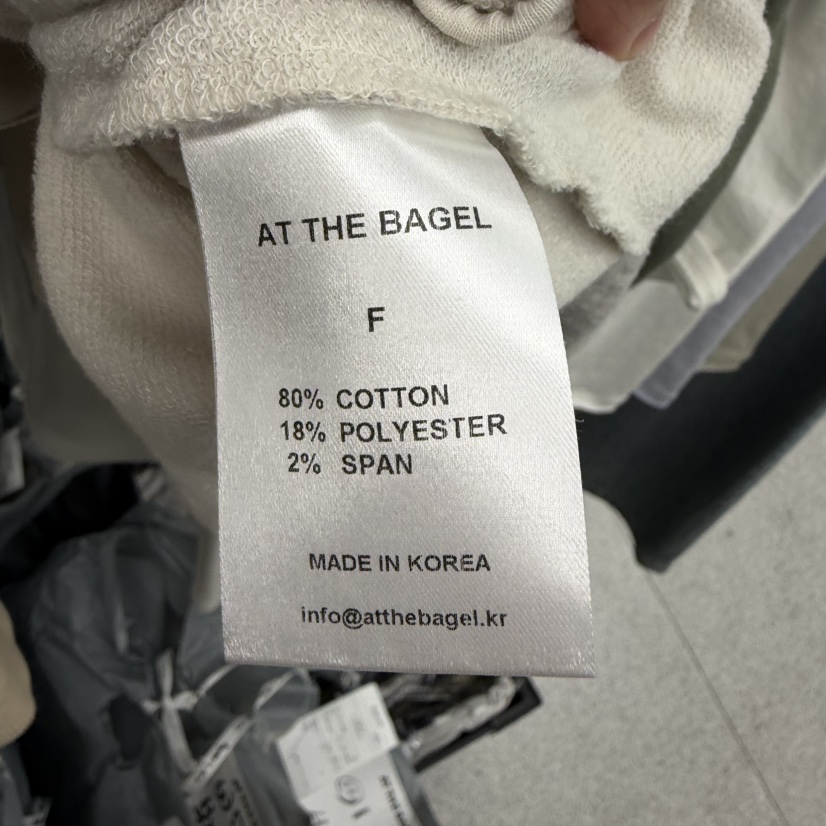 AT THE BAGEL
F
80% COTTON
18% POLYESTER
2% SPAN
MADE IN KOREA
info@atthebagel.kr